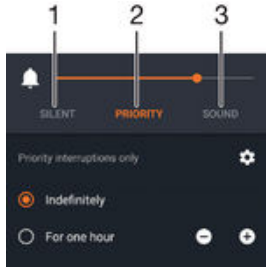 1 2 3
SILENT PRIORITY SOUND
Priority interruptions only
Indefinitely
For one hour